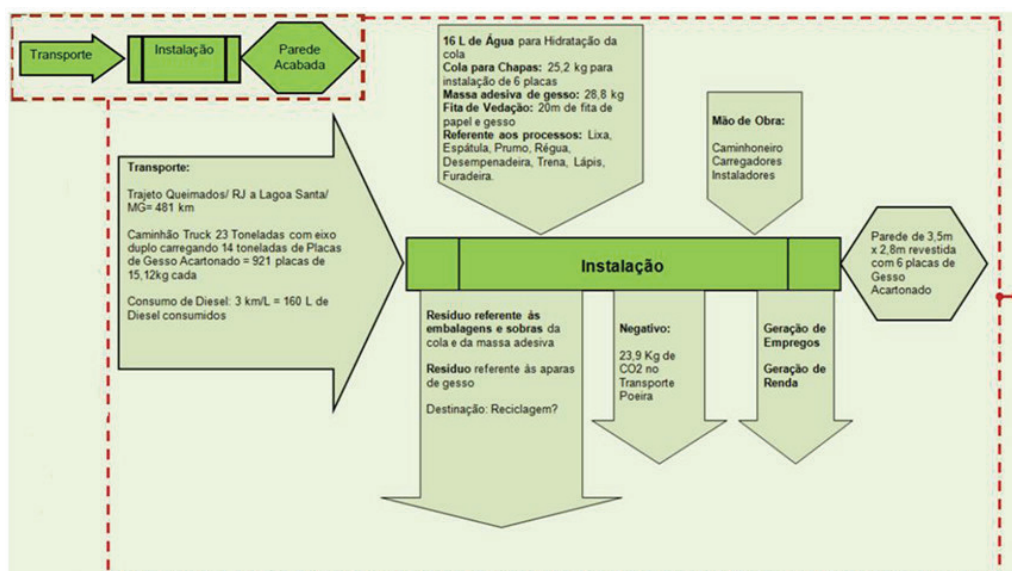 Transporte
Instalação
Parede
Acabada
16 L de Água para Hidratação da
cola
Cola para Chapas: 25,2 kg para
instalação de 6 placas
Massa adesiva de gesso: 28,8 kg
Fita de Vedação: 20m de fita de
papel e gesso
Referente aos processos: Lixa,
Espátula, Prumo, Régua,
Desempenadeira, Trena, Lápis,
Furadeira.
Mão de Obra:
Caminhoneiro
Carregadores
Instaladores
Transporte:
Trajeto Queimados/ RJ a Lagoa Santa/
MG= 481 km
Caminhão Truck 23 Toneladas com eixo
duplo carregando 14 toneladas de Placas
de Gesso Acartonado = 921 placas de
15,12kg cada
Consumo de Diesel: 3 km/L = 160 L de
Diesel consumidos
Instalação
Parede de 3,5m
x 2,8m revestida
com 6 placas de
Gesso
Acartonado
Resíduo referente ás
embalagens e sobras da
cola e da massa adesiva
Resíduo referente às aparas
de gesso
Destinação: Reciclagem?
Negativo:
23,9 Kg de
CO2 no
Transporte
Poeira
Geração de
Empregos
Geração de
Renda